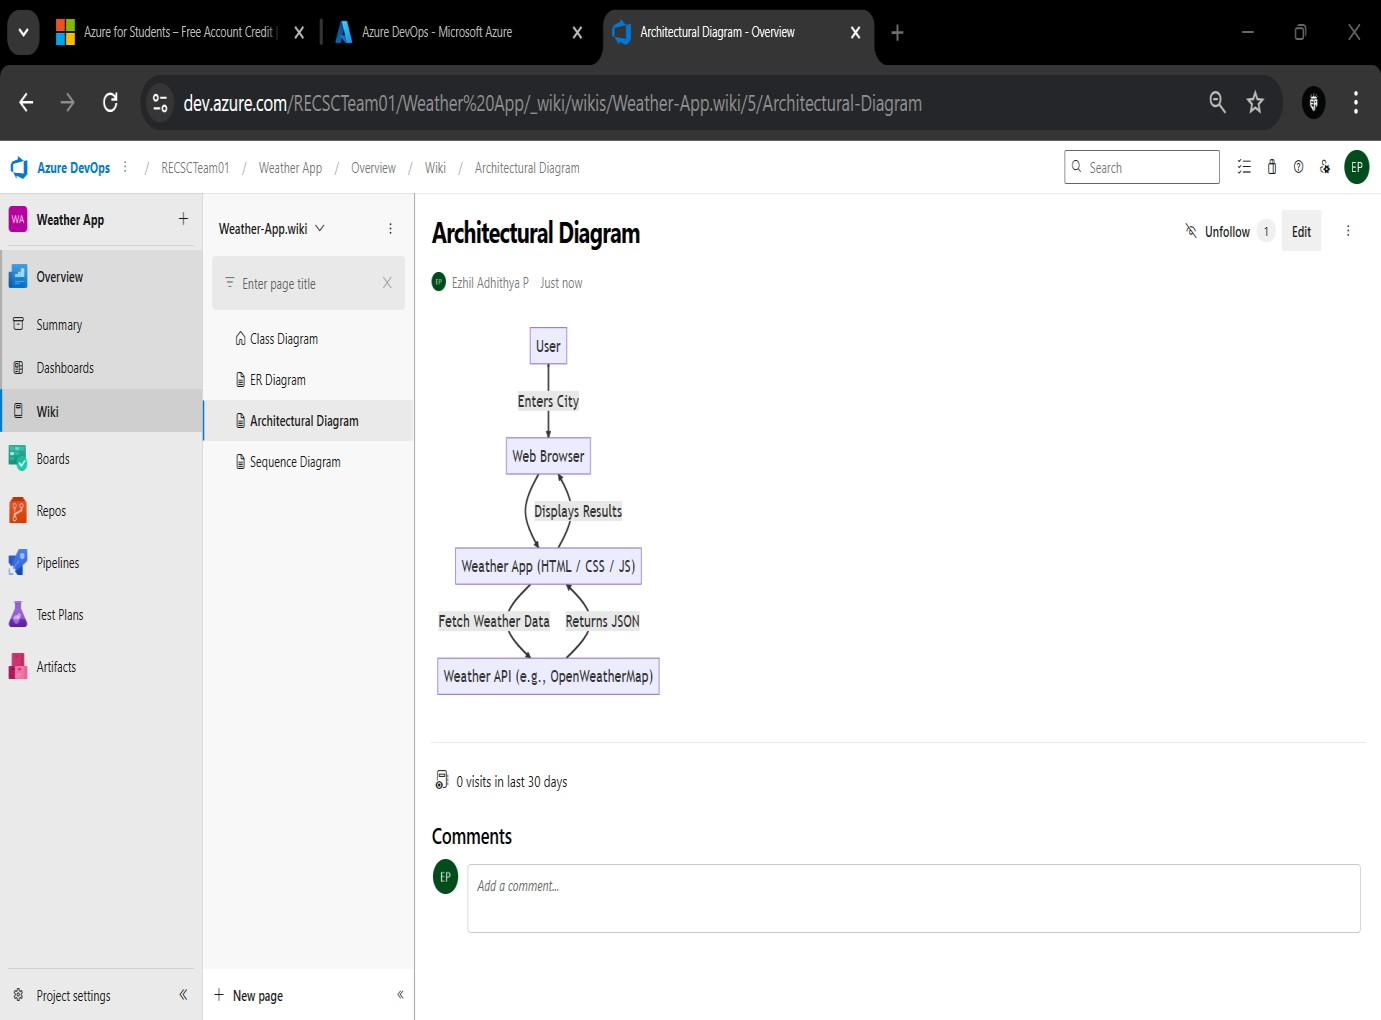 Azure for Students – Free Account Credit
Azure DevOps - Microsoft Azure
Architectural Diagram - Overview
dev.azure.com/RECSCTeam01/Weather%20App/_wiki/wikis/Weather-App.wiki/5/Architectural-Diagram
Azure DevOps / RECSCTeam01 / Weather App / Overview / Wiki / Architectural Diagram
Search
EP
WA Weather App
Overview
Summary
Dashboards
Wiki
Boards
Repos
Pipelines
Test Plans
Artifacts
Project settings
Weather-App.wiki
Enter page title
Class Diagram
ER Diagram
Architectural Diagram
Sequence Diagram
New page
Architectural Diagram
Unfollow 1 Edit
EP Ezhil Adhithya P Just now
User
Enters City
Web Browser
Displays Results
Weather App (HTML / CSS / JS)
Fetch Weather Data Returns JSON
Weather API (e.g., OpenWeatherMap)
0 visits in last 30 days
Comments
EP
Add a comment...